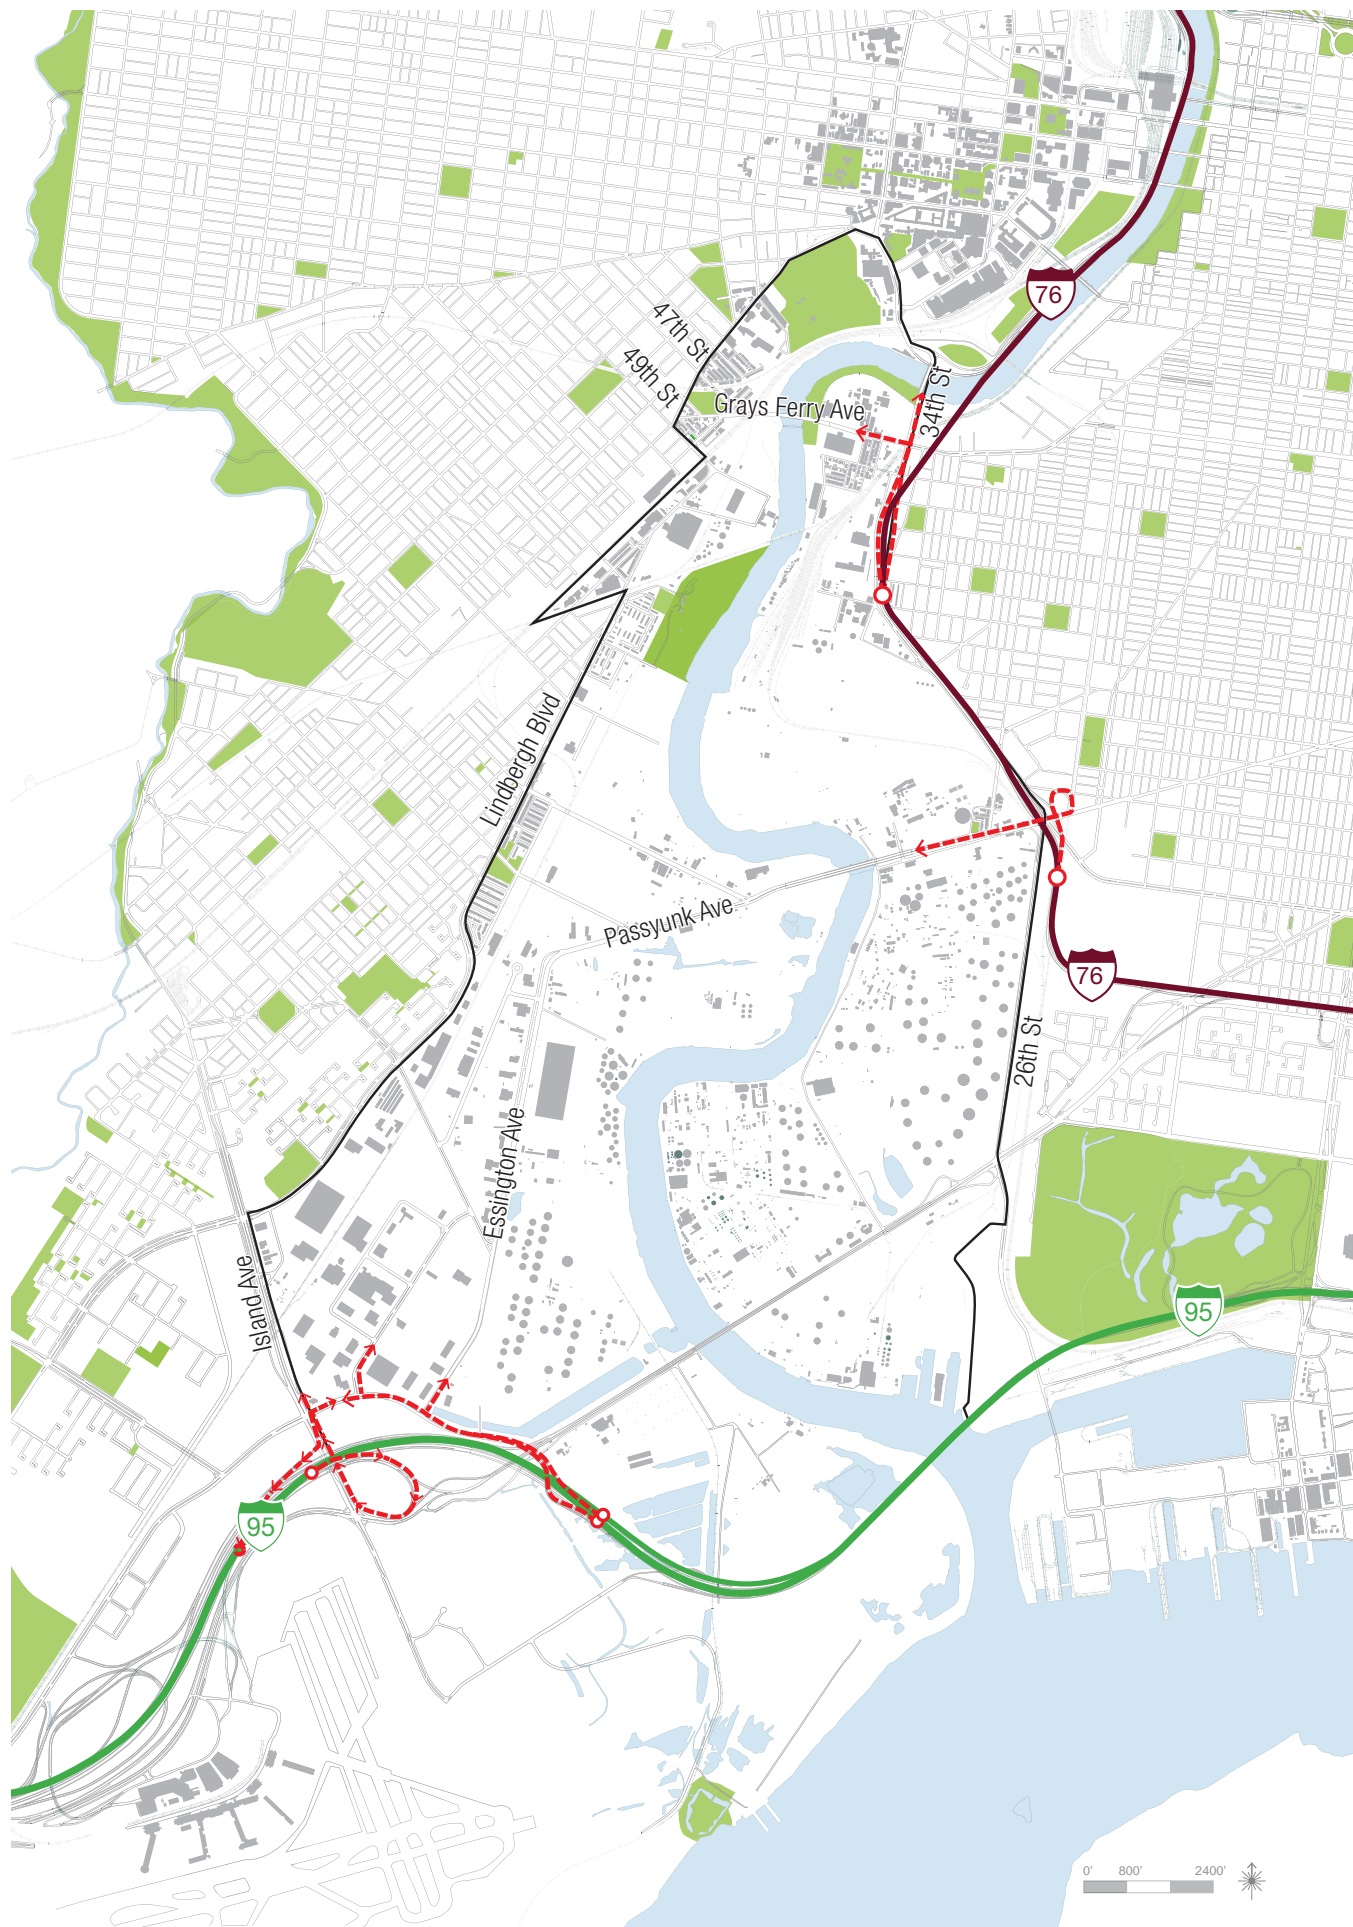 76
47th St
49th St
Grays Ferry Ave
34th St
Lindbergh Blvd
Passyunk Ave
76
26th St
Essington Ave
Island Ave
95
95
0' 800' 2400'